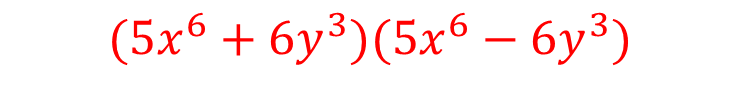 (5x⁶ + 6y³)(5x⁶ − 6y³)